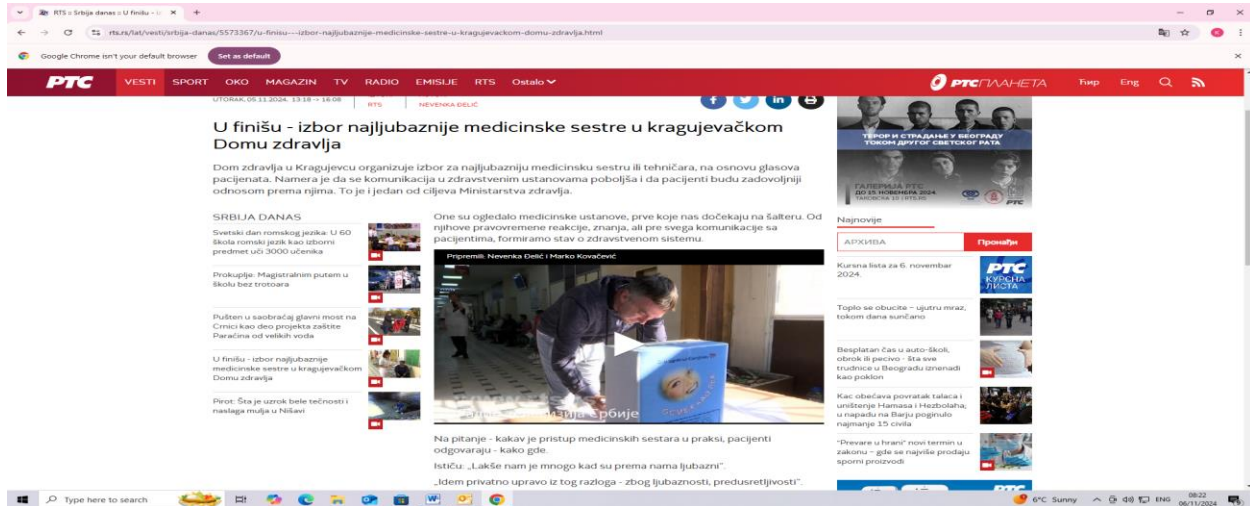 RTS :: Srbija danas :: U finišu - iz
rts.rs/lat/vesti/srbija-danas/5573367/u-finisu---izbor-najljubaznije-medicinske-sestre-u-kragujevackom-domu-zdravlja.html
Google Chrome isn't your default browser
Set as default
РТС
VESTI SPORT OKO MAGAZIN TV RADIO EMISIJE RTS Ostalo
РТСПЛАНЕТА Ћир Eng
UTORAK, 05.11.2024, 13:18 -> 16:08
RTS
NEVENKA ĐELIĆ
U finišu - izbor najljubaznije medicinske sestre u kragujevačkom
Domu zdravlja
Dom zdravlja u Kragujevcu organizuje izbor za najljubazniju medicinsku sestru ili tehničara, na osnovu glasova
pacijenata. Namera je da se komunikacija u zdravstvenim ustanovama poboljša i da pacijenti budu zadovoljniji
odnosom prema njima. To je i jedan od ciljeva Ministarstva zdravlja.
SRBIJA DANAS
Svetski dan romskog jezika: U 60
škola romski jezik kao izborni
predmet uči 3000 učenika
Prokuplje: Magistralnim putem u
školu bez trotoara
Pušten u saobraćaj glavni most na
Crnici kao deo projekta zaštite
Paraćina od velikih voda
U finišu - izbor najljubaznije
medicinske sestre u kragujevačkom
Domu zdravlja
Pirot: Šta je uzrok bele tečnosti i
naslaga mulja u Nišavi
One su ogledalo medicinske ustanove, prve koje nas dočekaju na šalteru. Od
njihove pravovremene reakcije, znanja, ali pre svega komunikacije sa
pacijentima, formiramo stav o zdravstvenom sistemu.
Pripremili: Nevenka Đelić i Marko Kovačević
Na pitanje - kakav je pristup medicinskih sestara u praksi, pacijenti
odgovaraju - kako gde.
Ističu: „Lakše nam je mnogo kad su prema nama ljubazni”.
„Idem privatno upravo iz tog razloga - zbog ljubaznosti, predusretljivosti”.
ТЕРОР И СТРАДАЊЕ У БЕОГРАДУ
ТОКОМ ДРУГОГ СВЕТСКОГ РАТА
ГАЛЕРИЈА РТС
ДО 15. НОВЕМБРА 2024.
РТС
Najnovije
АРХИВА
Пронађи
Kursna lista za 6. novembar
2024.
РТС
КУРСНА
ЛИСТА
Toplo se obucite – ujutru mraz,
tokom dana sunčano
Besplatan čas u auto-školi,
obrok ili pecivo - šta sve
trudnice u Beogradu iznenadi
kao poklon
Kac obećava povratak talaca i
uništenje Hamasa i Hezbolaha;
u napadu na Barju poginulo
najmanje 15 civila
"Prevare u hrani" novi termin u
zakonu – gde se najviše prodaju
sporni proizvodi
Type here to search
6°C Sunny
ENG
08:22
06/11/2024